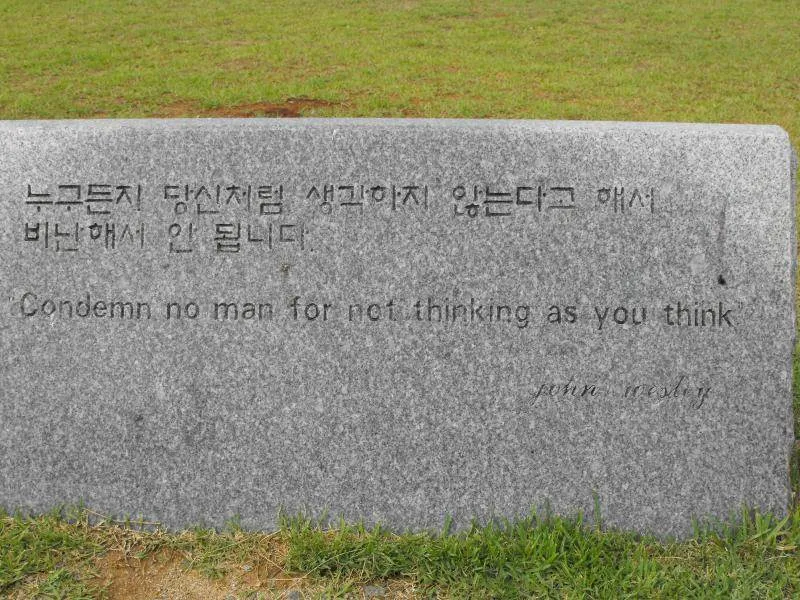 누구든지 당신처럼 생각하지 않는다고 해서
비난해서 안 됩니다.
"Condemn no man for not thinking as you think"
john wesley